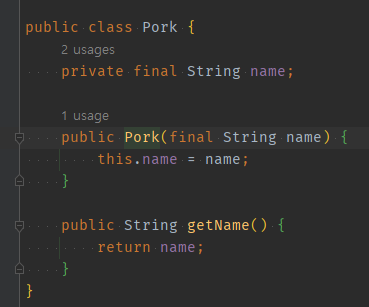 public class Pork {
2 usages
private final String name;
1 usage
public Pork(final String name) {
this.name = name;
}
public String getName() {
return name;
}
}